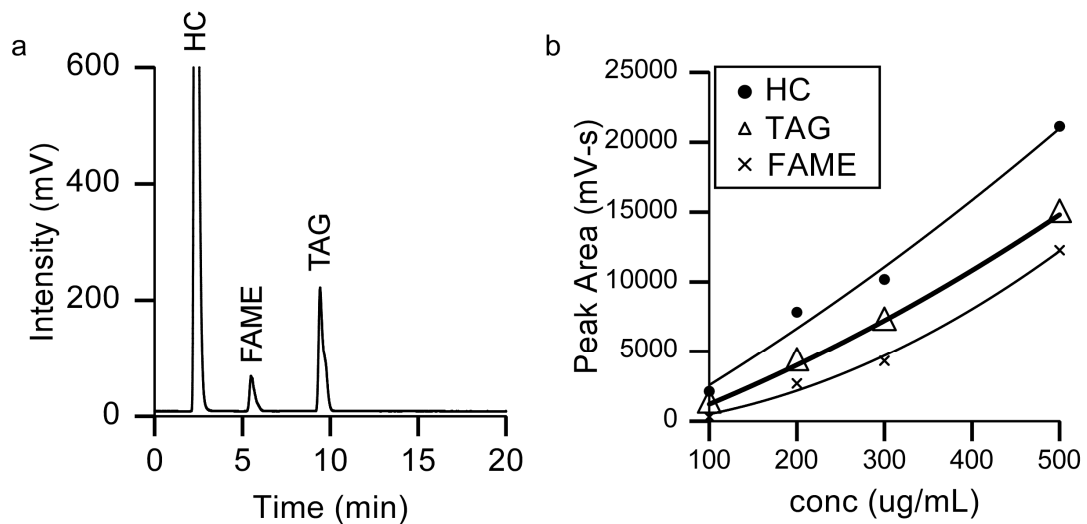 a
HC
FAME
TAG
600
400
200
0
Intensity (mV)
0 5 10 15 20
Time (min)
b
HC
TAG
FAME
25000
20000
15000
10000
5000
0
Peak Area (mV-s)
100 200 300 400 500
conc (ug/mL)